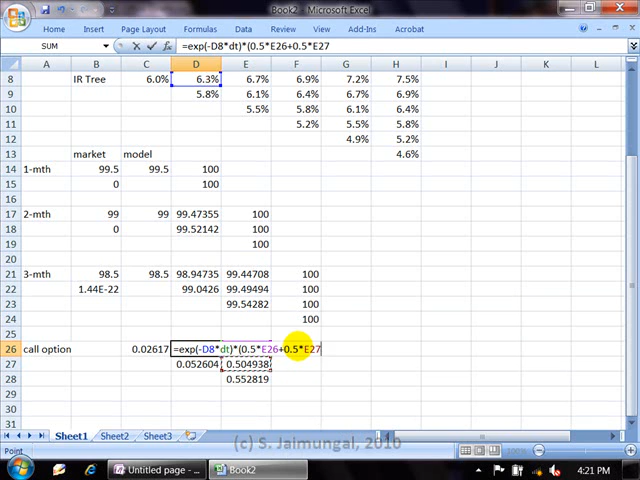 Book2 - Microsoft Excel
Home Insert Page Layout Formulas Data Review View Add-Ins Acrobat
SUM =exp(-D8*dt)*(0.5*E26+0.5*E27
A B C D E F G H I J K L
8 IR Tree 6.0% 6.3% 6.7% 6.9% 7.2% 7.5%
9 5.8% 6.1% 6.4% 6.7% 6.9%
10 5.5% 5.8% 6.1% 6.4%
11 5.2% 5.5% 5.8%
12 4.9% 5.2%
13 market model 4.6%
14 1-mth 99.5 99.5 100
15 0 100
16
17 2-mth 99 99 99.47355 100
18 0 99.52142 100
19 100
20
21 3-mth 98.5 98.5 98.94735 99.44708 100
22 1.44E-22 99.0426 99.49494 100
23 99.54282 100
24 100
25
26 call option 0.02617 =exp(-D8*dt)*(0.5*E26+0.5*E27
27 0.052604 0.504938
28 0.552819
29
30
31
Sheet1 Sheet2 Sheet3
(c) S. Jaimungal, 2010
Point 100%
Untitled page - ... Book2 4:21 PM